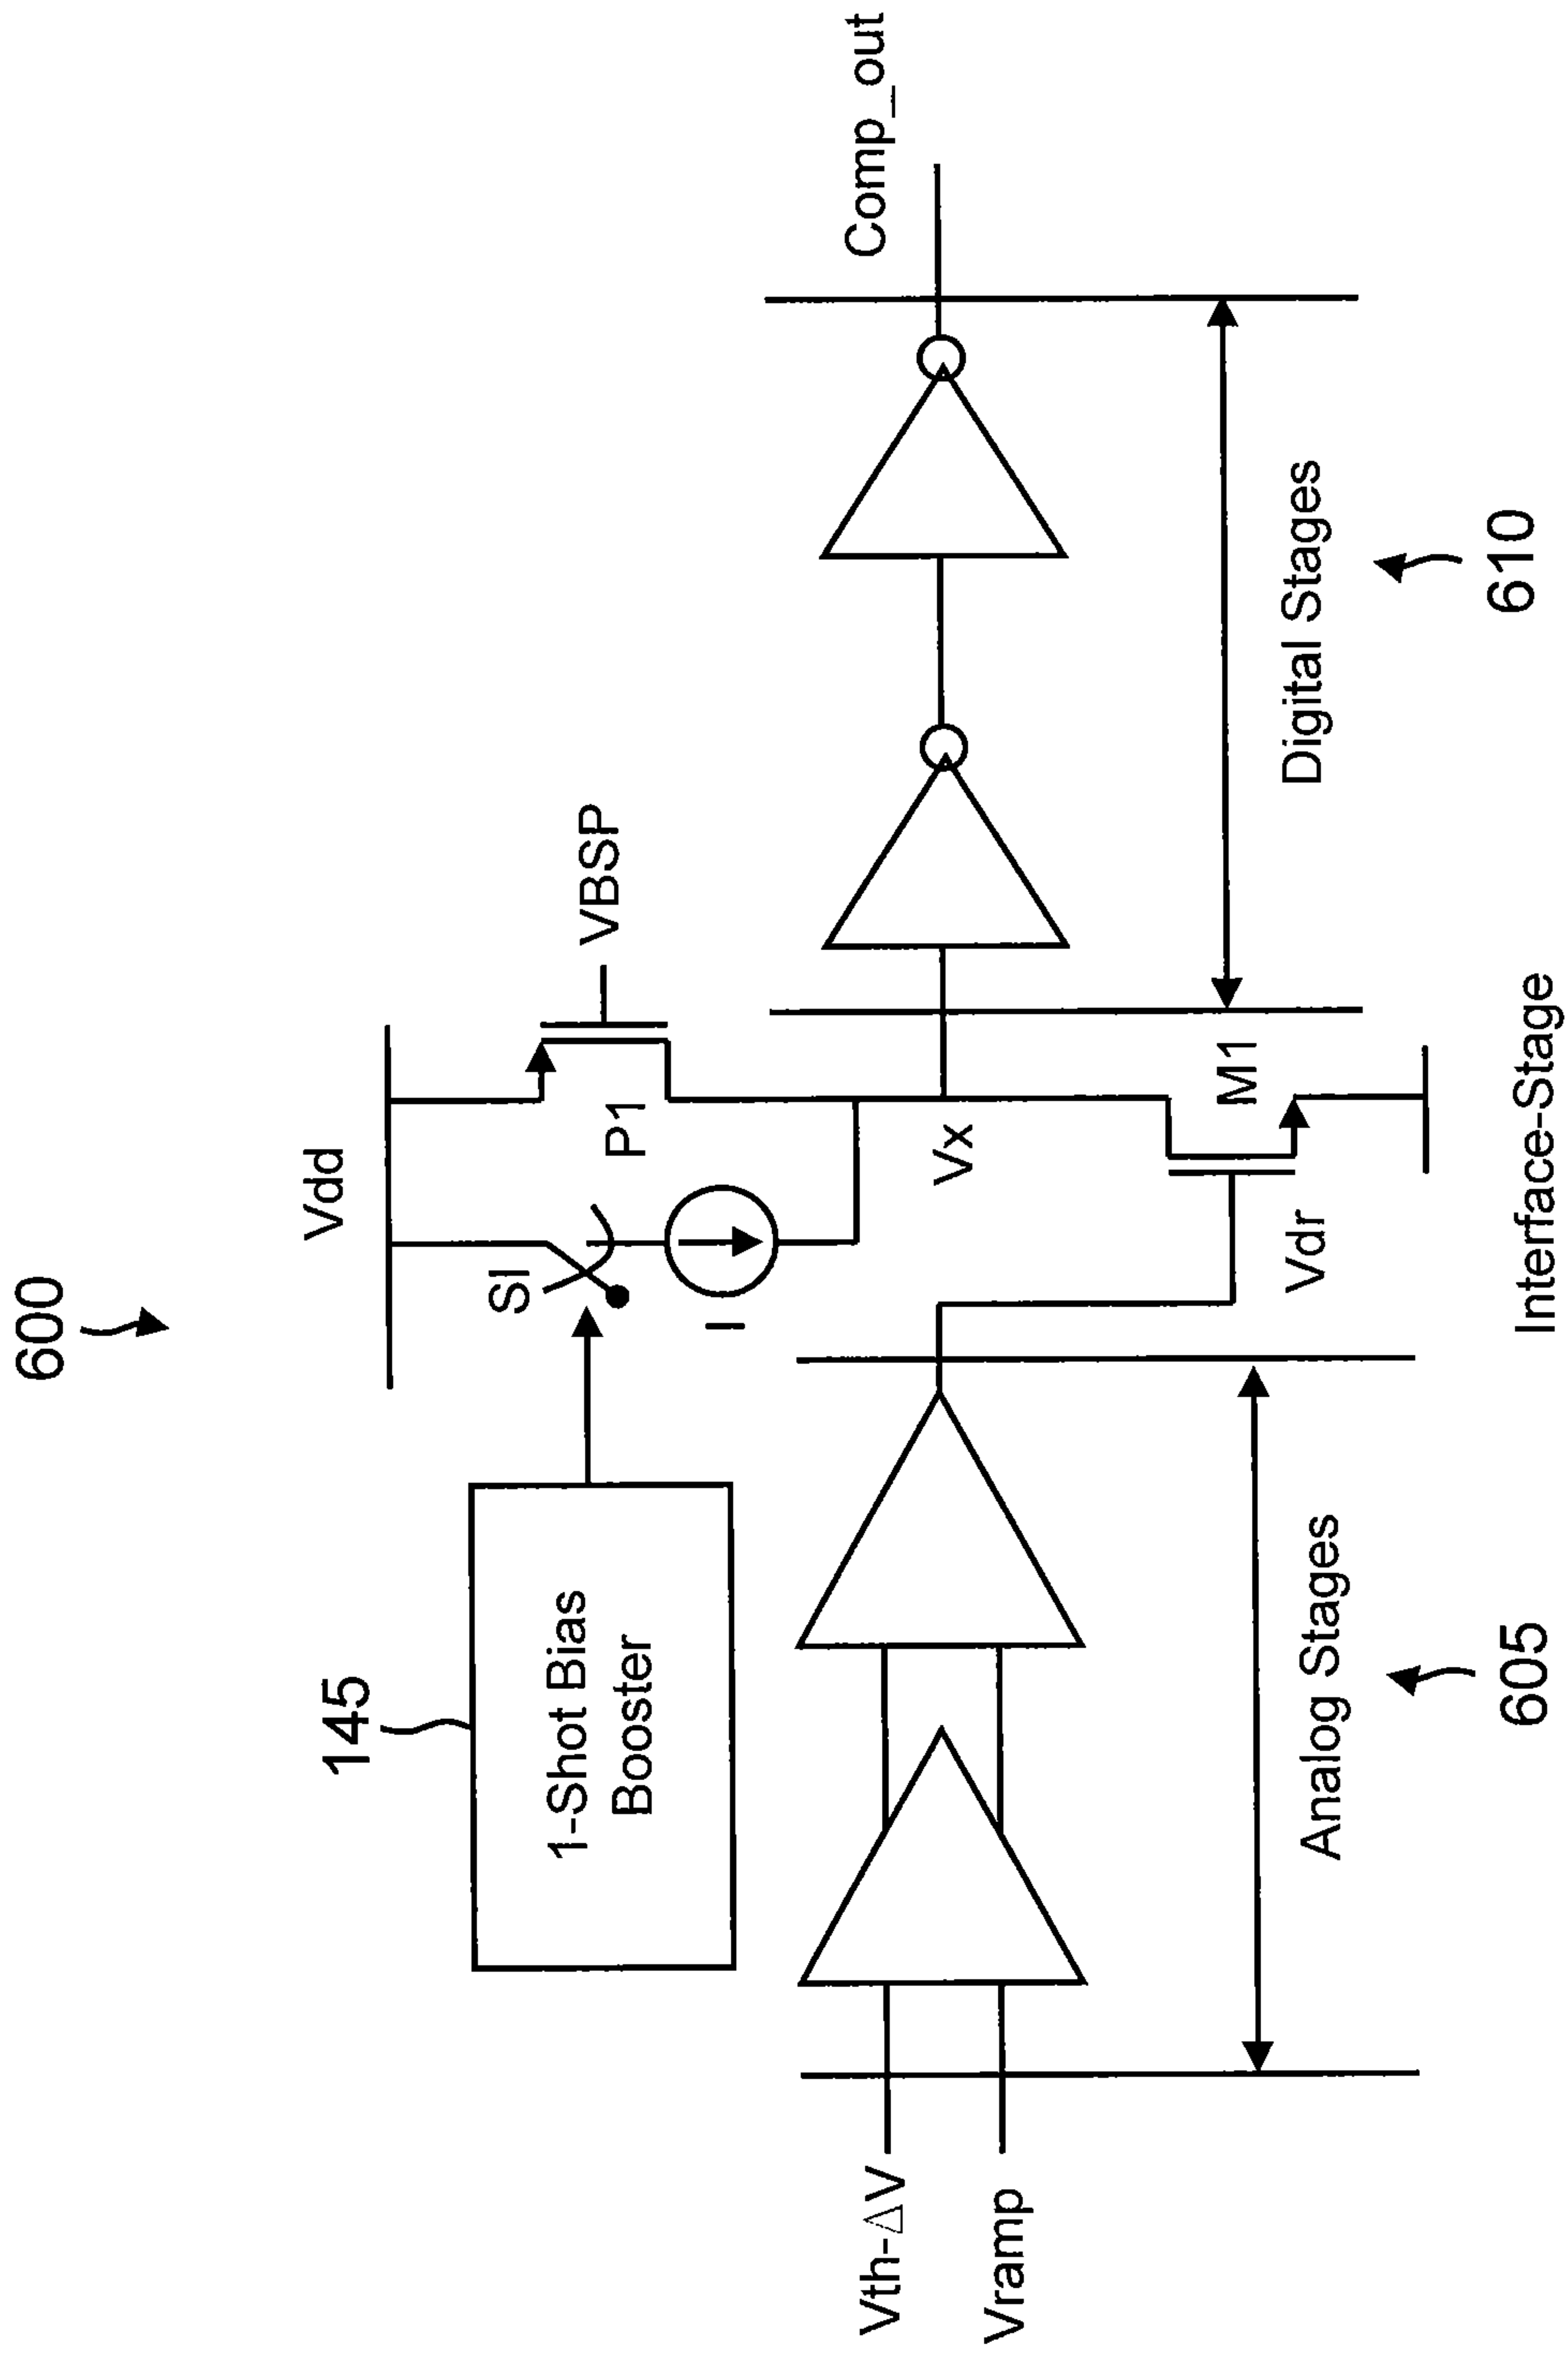 600
Vdd
145
1-Shot Bias
Booster
SI
I
P1
VBSP
Comp_out
Vth-ΔV
Vramp
Vx
Vdr
M1
Analog Stages
605
Interface-Stage
Digital Stages
610